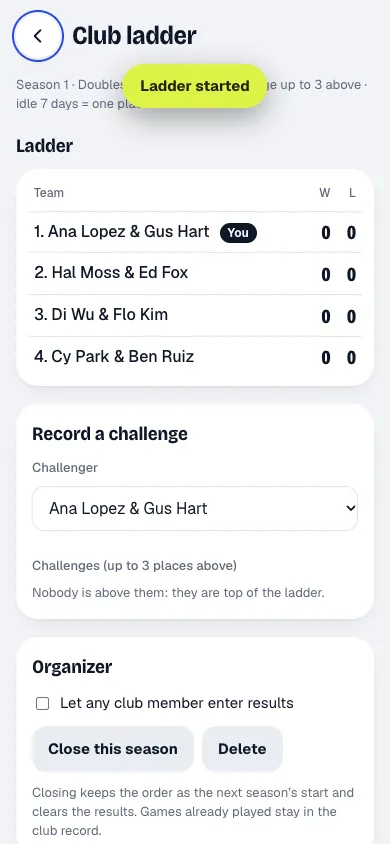 Club ladder
Season 1 · Doubles
ge up to 3 above ·
idle 7 days = one
Ladder started
Ladder
Team W L
1. Ana Lopez & Gus Hart You 0 0
2. Hal Moss & Ed Fox 0 0
3. Di Wu & Flo Kim 0 0
4. Cy Park & Ben Ruiz 0 0
Record a challenge
Challenger
Ana Lopez & Gus Hart
Challenges (up to 3 places above)
Nobody is above them: they are top of the ladder.
Organizer
Let any club member enter results
Close this season
Delete
Closing keeps the order as the next season's start and
clears the results. Games already played stay in the
club record.